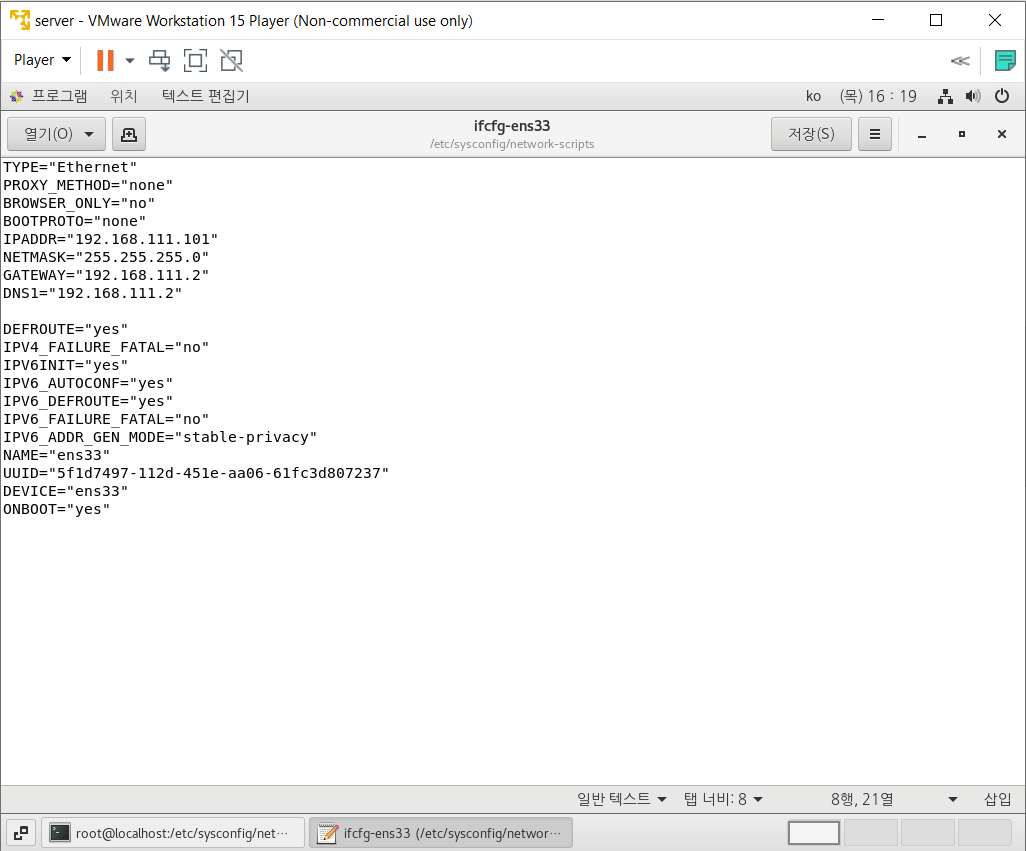 server - VMware Workstation 15 Player (Non-commercial use only)
Player
프로그램 위치 텍스트 편집기 ko (목) 16 : 19
열기(O) ifcfg-ens33 저장(S)
/etc/sysconfig/network-scripts
TYPE="Ethernet"
PROXY_METHOD="none"
BROWSER_ONLY="no"
BOOTPROTO="none"
IPADDR="192.168.111.101"
NETMASK="255.255.255.0"
GATEWAY="192.168.111.2"
DNS1="192.168.111.2"
DEFROUTE="yes"
IPV4_FAILURE_FATAL="no"
IPV6INIT="yes"
IPV6_AUTOCONF="yes"
IPV6_DEFROUTE="yes"
IPV6_FAILURE_FATAL="no"
IPV6_ADDR_GEN_MODE="stable-privacy"
NAME="ens33"
UUID="5f1d7497-112d-451e-aa06-61fc3d807237"
DEVICE="ens33"
ONBOOT="yes"
일반 텍스트 탭 너비: 8 8행, 21열 삽입
root@localhost:/etc/sysconfig/net··· ifcfg-ens33 (/etc/sysconfig/networ···